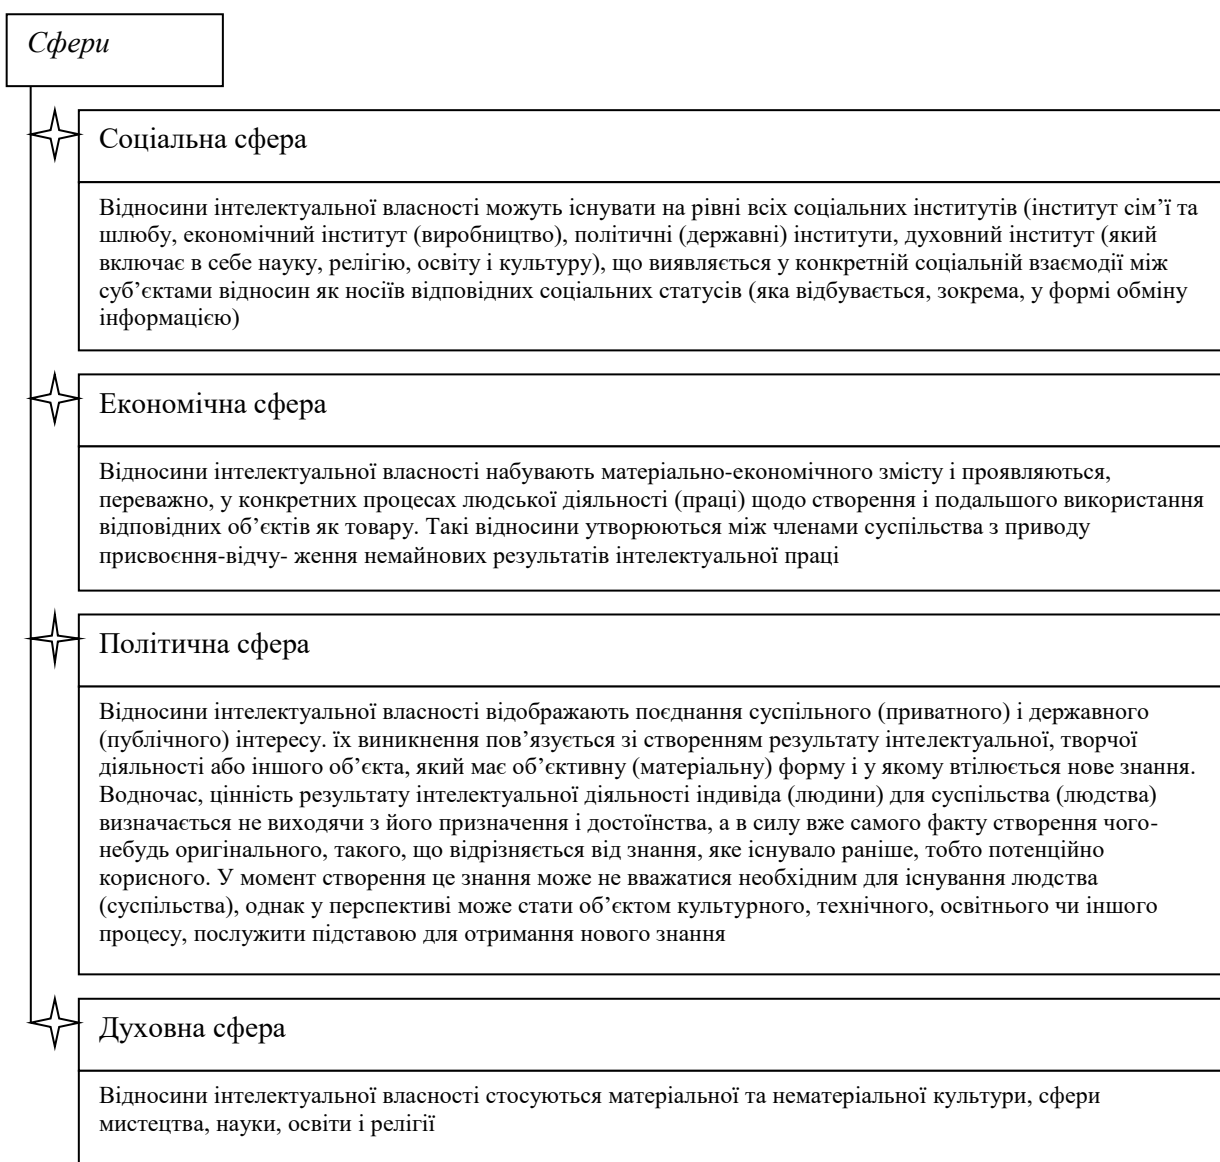 Сфери
Соціальна сфера
Відносини інтелектуальної власності можуть існувати на рівні всіх соціальних інститутів (інститут сім’ї та
шлюбу, економічний інститут (виробництво), політичні (державні) інститути, духовний інститут (який
включає в себе науку, релігію, освіту і культуру), що виявляється у конкретній соціальній взаємодії між
суб’єктами відносин як носіїв відповідних соціальних статусів (яка відбувається, зокрема, у формі обміну
інформацією)
Економічна сфера
Відносини інтелектуальної власності набувають матеріально-економічного змісту і проявляються,
переважно, у конкретних процесах людської діяльності (праці) щодо створення і подальшого використання
відповідних об’єктів як товару. Такі відносини утворюються між членами суспільства з приводу
присвоєння-відчу- ження немайнових результатів інтелектуальної праці
Політична сфера
Відносини інтелектуальної власності відображають поєднання суспільного (приватного) і державного
(публічного) інтересу. їх виникнення пов’язується зі створенням результату інтелектуальної, творчої
діяльності або іншого об’єкта, який має об’єктивну (матеріальну) форму і у якому втілюється нове знання.
Водночас, цінність результату інтелектуальної діяльності індивіда (людини) для суспільства (людства)
визначається не виходячи з його призначення і достоїнства, а в силу вже самого факту створення чого-
небудь оригінального, такого, що відрізняється від знання, яке існувало раніше, тобто потенційно
корисного. У момент створення це знання може не вважатися необхідним для існування людства
(суспільства), однак у перспективі може стати об’єктом культурного, технічного, освітнього чи іншого
процесу, послужити підставою для отримання нового знання
Духовна сфера
Відносини інтелектуальної власності стосуються матеріальної та нематеріальної культури, сфери
мистецтва, науки, освіти і релігії